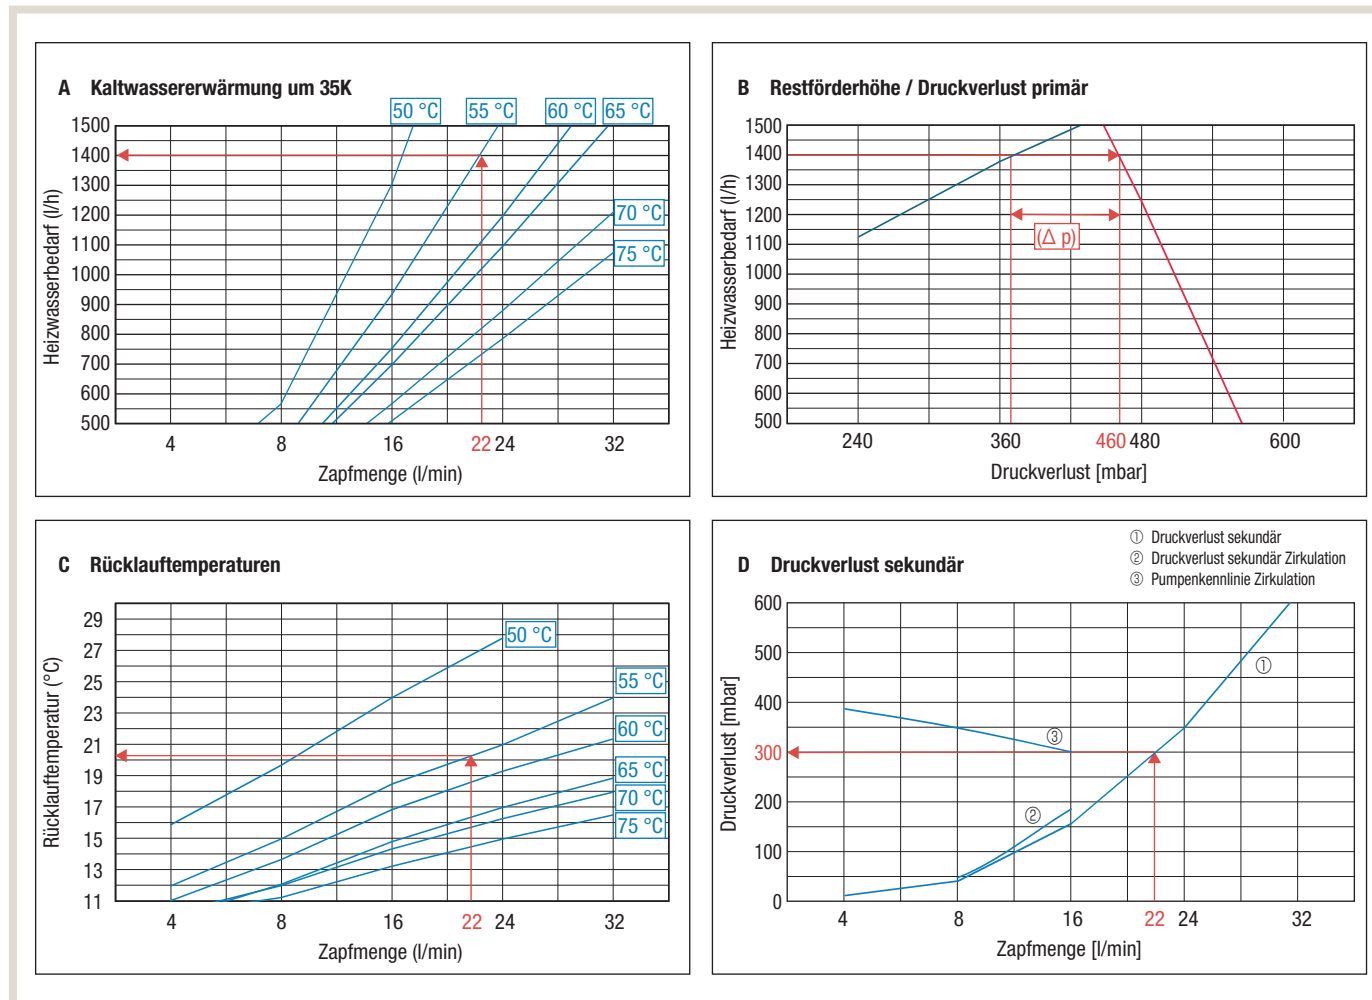 A Kaltwassererwärmung um 35K
50 °C 55 °C 60 °C 65 °C
1500
1400
1300
1200
1100
1000
900
800
700
600
500
70 °C
75 °C
Heizwasserbedarf (l/h)
4 8 16 22 24 32
Zapfmenge (l/min)
B Restförderhöhe / Druckverlust primär
1500
1400
1300
1200
1100
1000
900
800
700
600
500
(Δ p)
Heizwasserbedarf (l/h)
240 360 460 480 600
Druckverlust [mbar]
C Rücklauftemperaturen
29
27
25
23
21
19
17
15
13
11
50 °C
55 °C
60 °C
65 °C
70 °C
75 °C
Rücklauftemperatur (°C)
4 8 16 22 24 32
Zapfmenge (l/min)
D Druckverlust sekundär
① Druckverlust sekundär
② Druckverlust sekundär Zirkulation
③ Pumpenkennlinie Zirkulation
600
500
400
300
200
100
0
①
③
②
Druckverlust [mbar]
4 8 16 22 24 32
Zapfmenge [l/min]